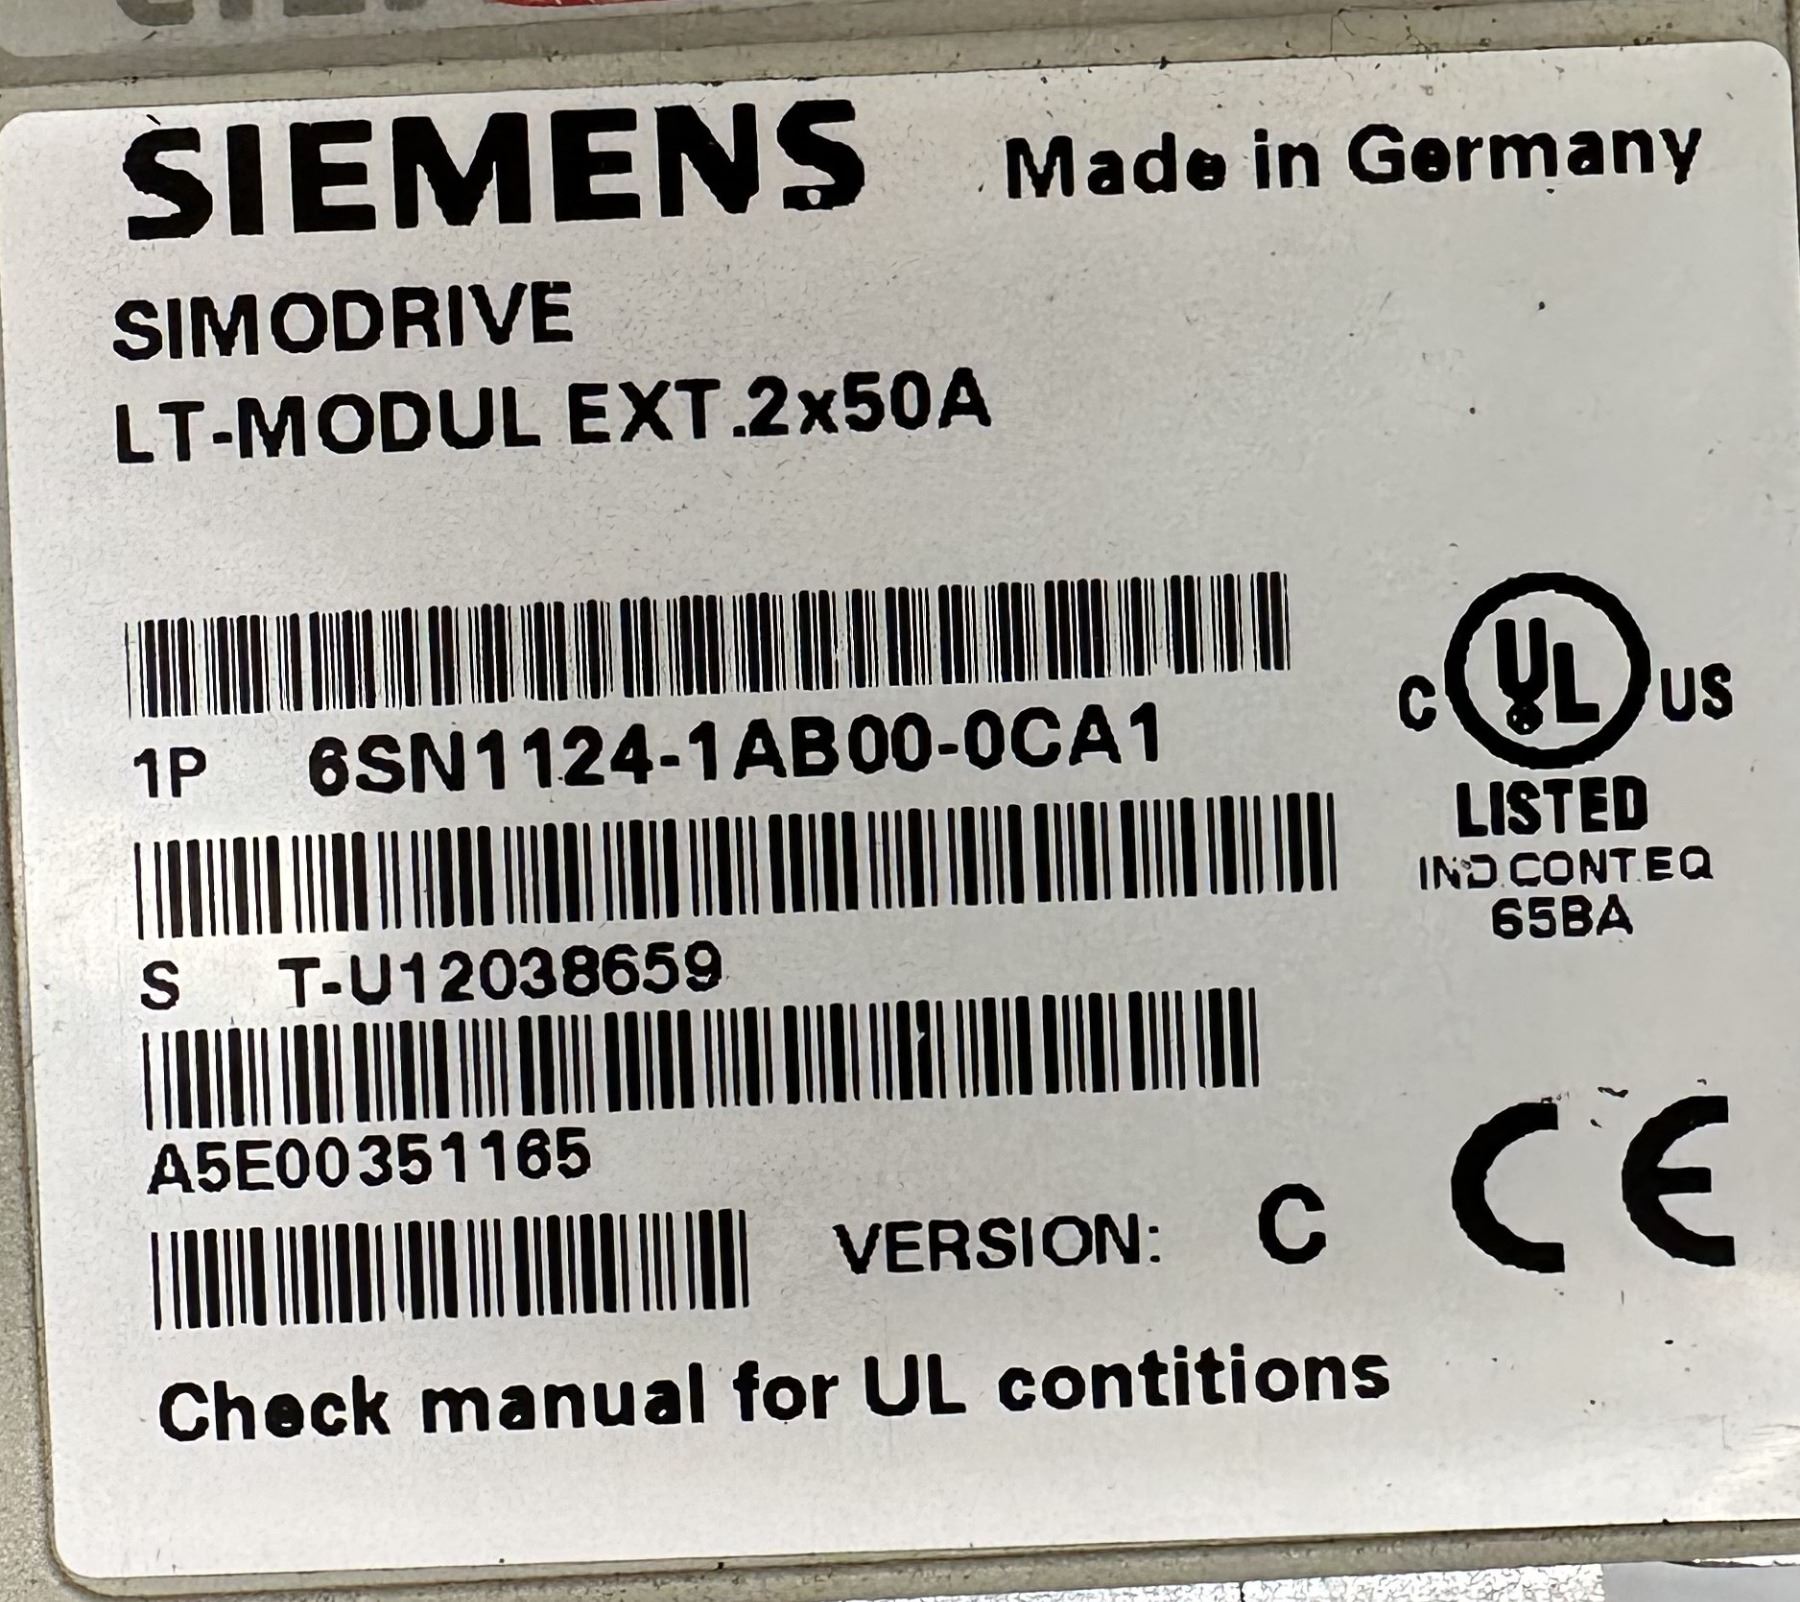 SIEMENS Made in Germany
SIMODRIVE
LT-MODUL EXT.2x50A
1P 6SN1124-1AB00-0CA1
C UL US
LISTED
IND.CONT.EQ
65BA
S T-U12038659
A5E00351165
VERSION: C
CE
Check manual for UL contitions